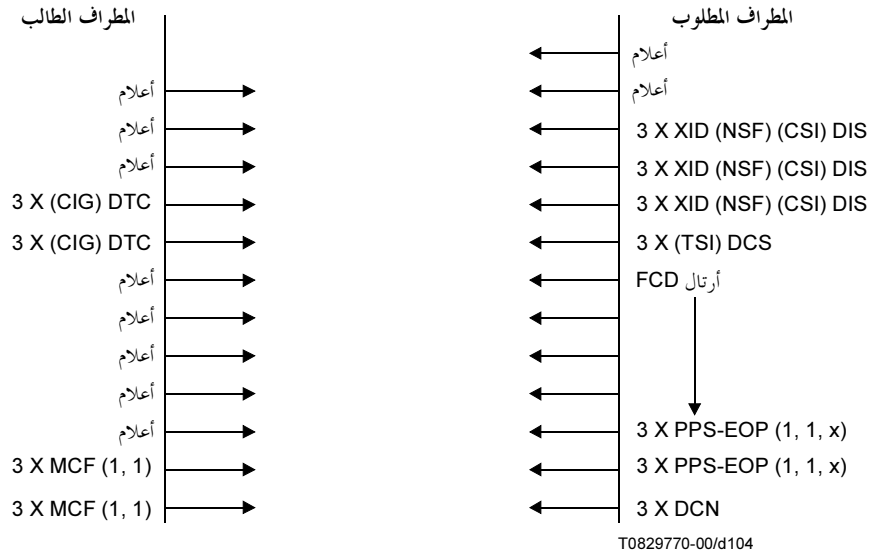 المطراف الطالب
المطراف المطلوب
أعلام
أعلام
أعلام
أعلام
3 X XID (NSF) (CSI) DIS
أعلام
3 X XID (NSF) (CSI) DIS
3 X (CIG) DTC
3 X XID (NSF) (CSI) DIS
3 X (CIG) DTC
3 X (TSI) DCS
أعلام
أرتال FCD
أعلام
أعلام
أعلام
أعلام
3 X PPS-EOP (1, 1, x)
3 X MCF (1, 1)
3 X PPS-EOP (1, 1, x)
3 X MCF (1, 1)
3 X DCN
T0829770-00/d104